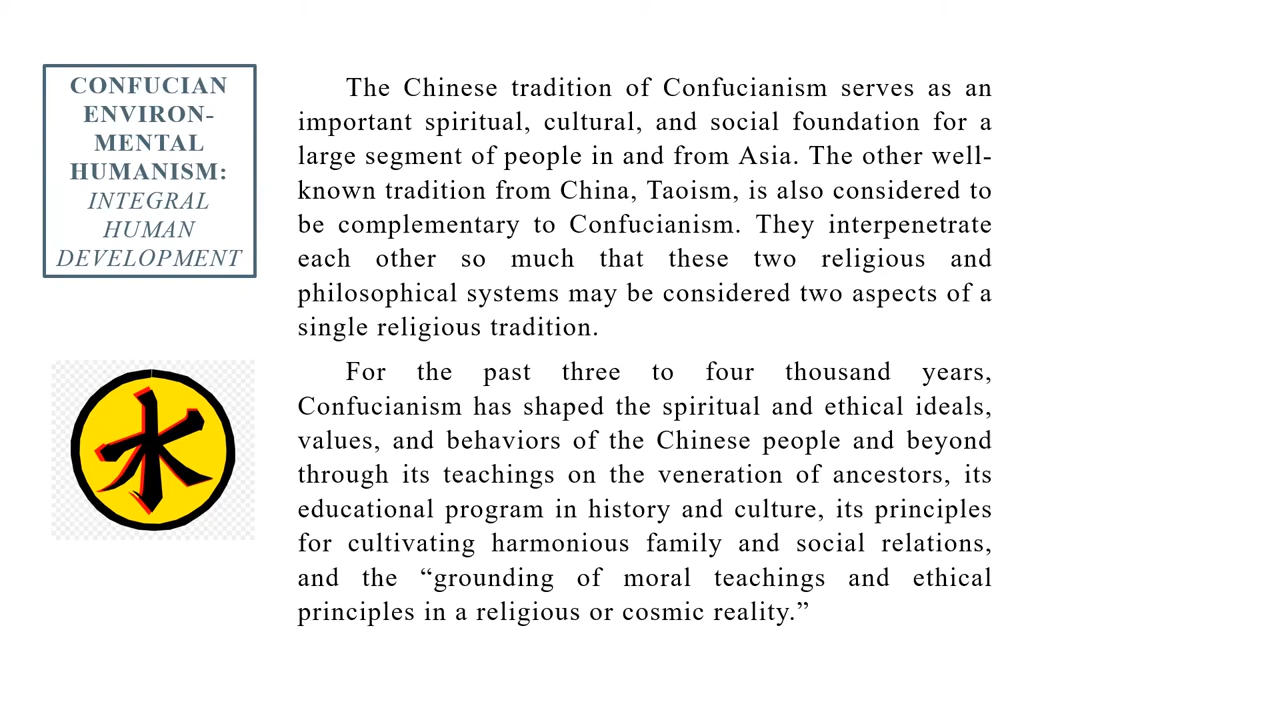 CONFUCIAN
ENVIRON-
MENTAL
HUMANISM:
INTEGRAL
HUMAN
DEVELOPMENT
The Chinese tradition of Confucianism serves as an
important spiritual, cultural, and social foundation for a
large segment of people in and from Asia. The other well-
known tradition from China, Taoism, is also considered to
be complementary to Confucianism. They interpenetrate
each other so much that these two religious and
philosophical systems may be considered two aspects of a
single religious tradition.
For the past three to four thousand years,
Confucianism has shaped the spiritual and ethical ideals,
values, and behaviors of the Chinese people and beyond
through its teachings on the veneration of ancestors, its
educational program in history and culture, its principles
for cultivating harmonious family and social relations,
and the “grounding of moral teachings and ethical
principles in a religious or cosmic reality.”
水